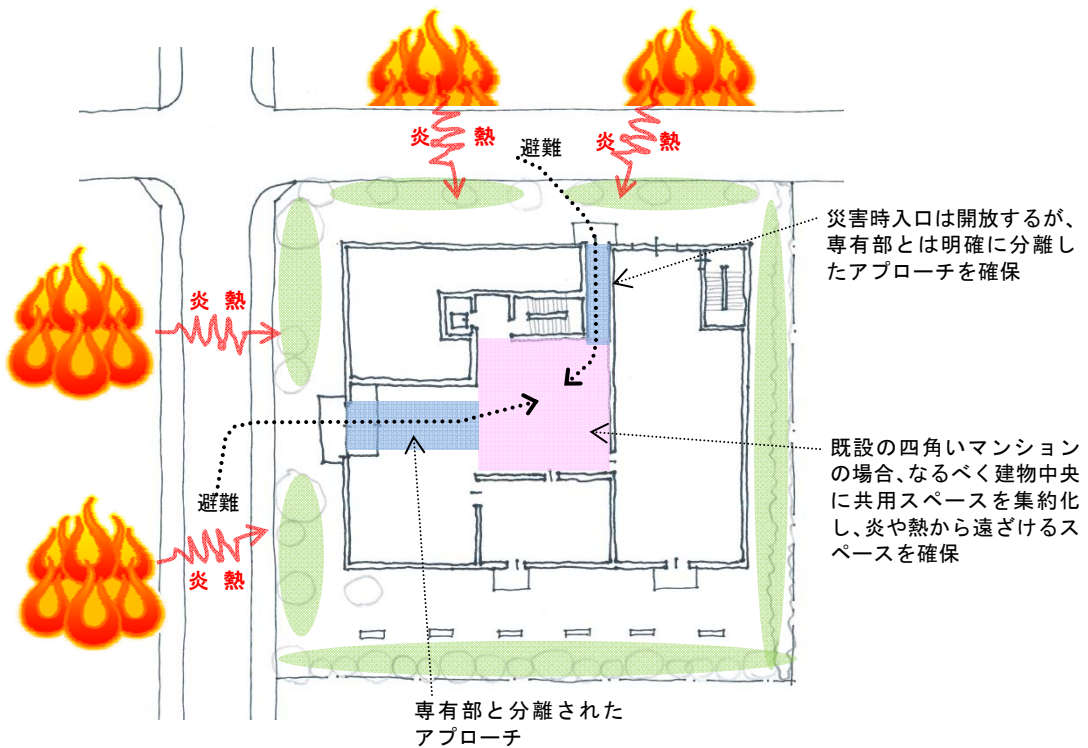 炎 熱
炎 熱
避難
災害時入口は開放するが、
専有部とは明確に分離し
たアプローチを確保
炎 熱
既設の四角いマンション
の場合、なるべく建物中央
に共用スペースを集約化
し、炎や熱から遠ざけるス
ペースを確保
避難
炎 熱
専有部と分離された
アプローチ